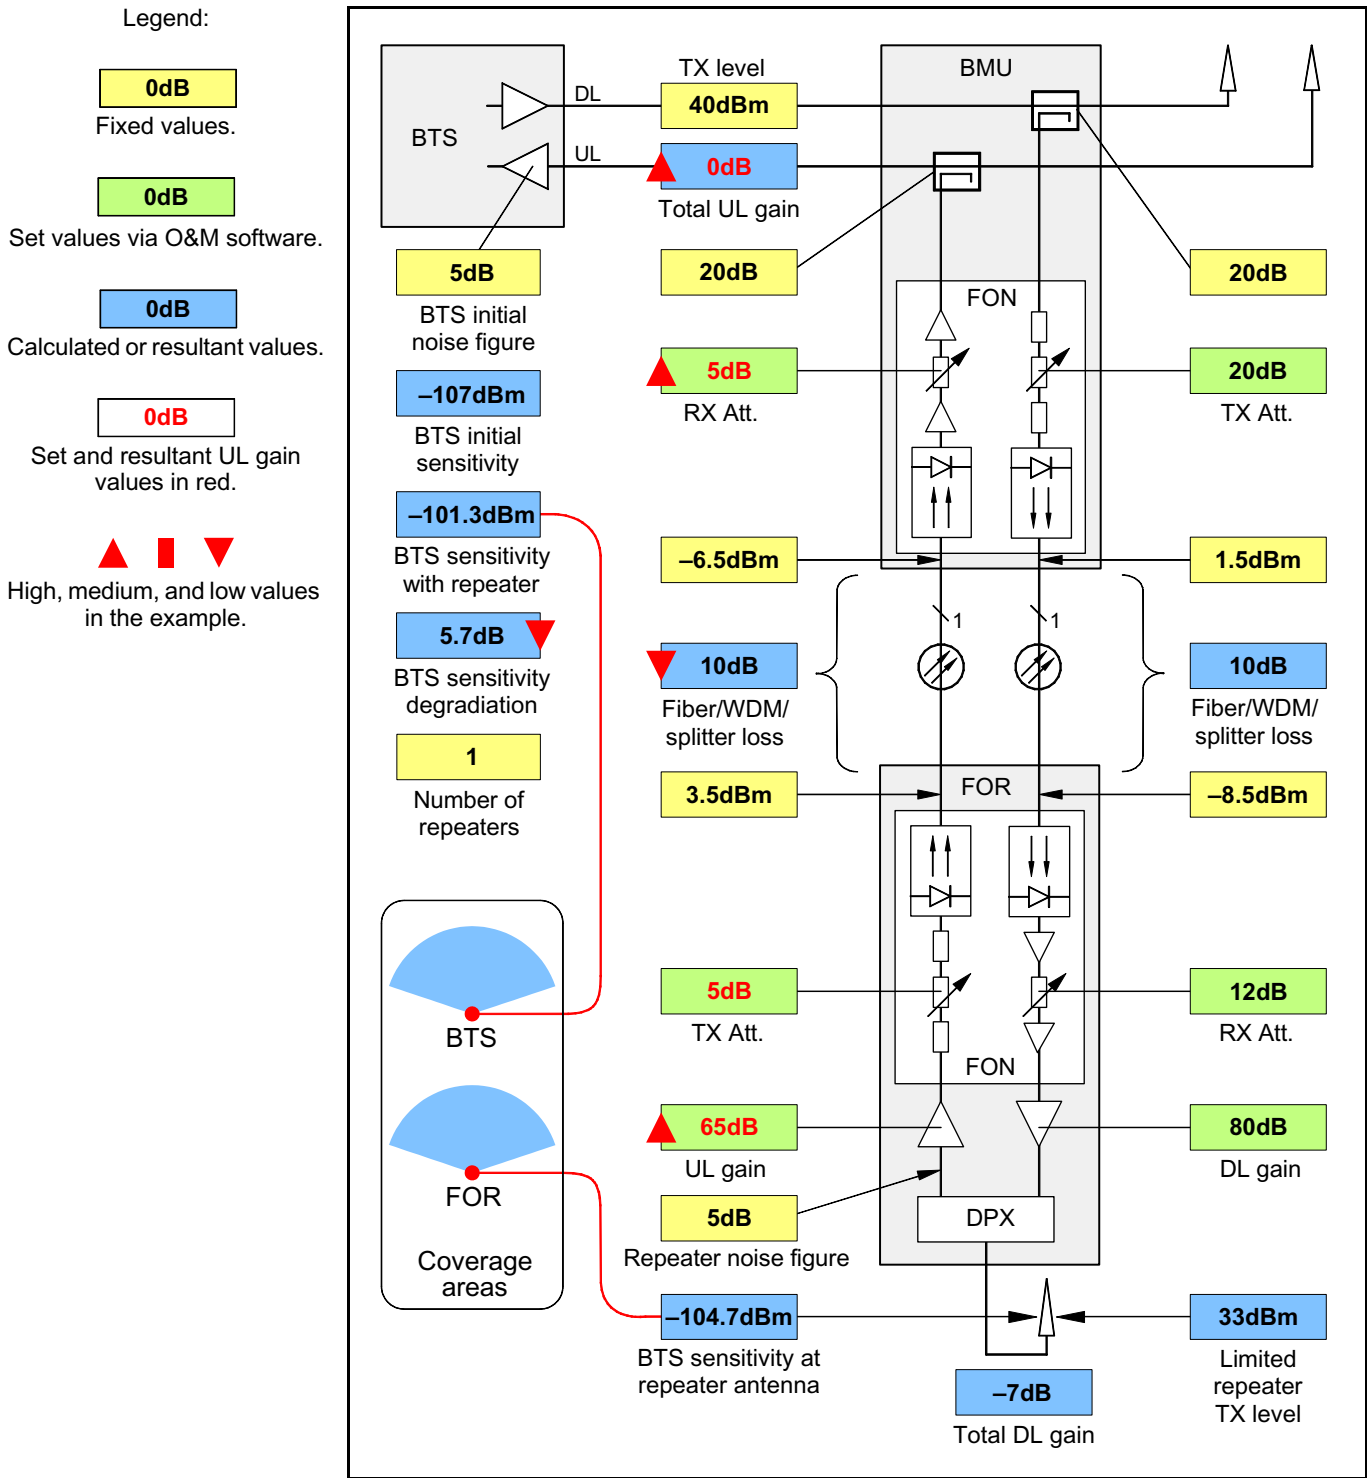 Legend:
0dB
Fixed values.
0dB
Set values via O&M software.
0dB
Calculated or resultant values.
0dB
Set and resultant UL gain
values in red.
High, medium, and low values
in the example.
BTS
DL
UL
TX level
40dBm
0dB
Total UL gain
BMU
5dB
BTS initial
noise figure
–107dBm
BTS initial
sensitivity
–101.3dBm
BTS sensitivity
with repeater
5.7dB
BTS sensitivity
degradiation
1
Number of
repeaters
20dB
20dB
FON
5dB
RX Att.
20dB
TX Att.
–6.5dBm
1.5dBm
1
1
10dB
Fiber/WDM/
splitter loss
10dB
Fiber/WDM/
splitter loss
3.5dBm
FOR
–8.5dBm
5dB
TX Att.
12dB
RX Att.
FON
65dB
UL gain
80dB
DL gain
5dB
Repeater noise figure
DPX
BTS
FOR
Coverage
areas
–104.7dBm
BTS sensitivity at
repeater antenna
33dBm
Limited
repeater
TX level
–7dB
Total DL gain